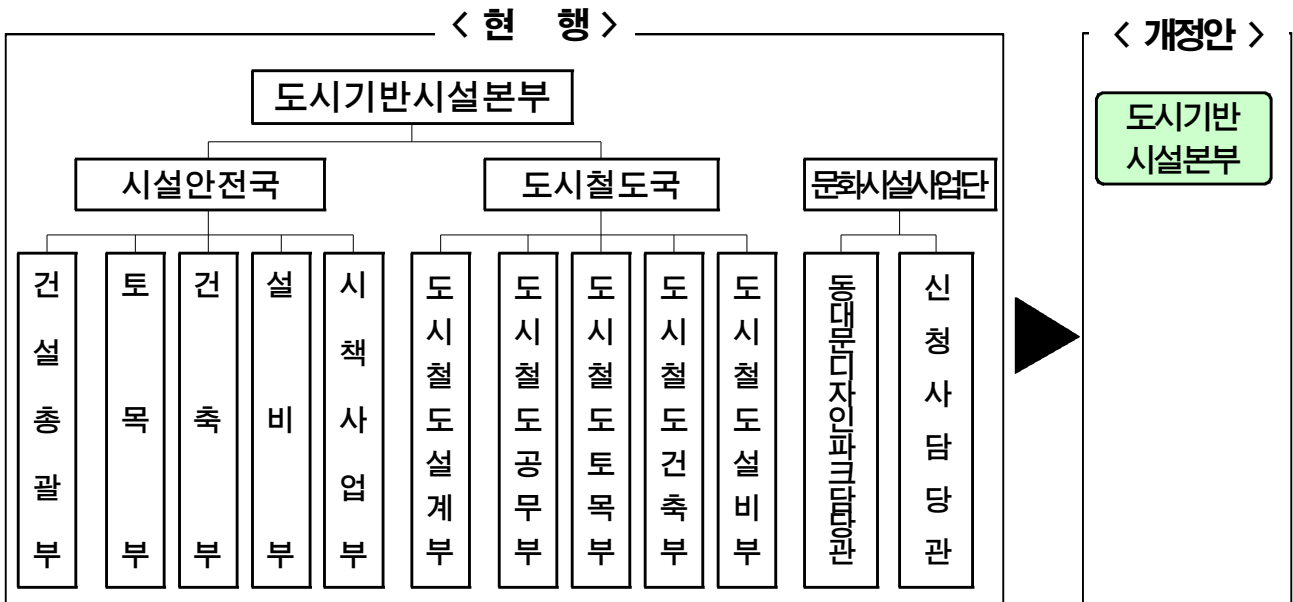 < 현 행 >
도시기반시설본부
시설안전국
도시철도국
문화시설사업단
건설총괄부
토목부
건축부
설비부
시책사업부
도시철도설계부
도시철도공무부
도시철도토목부
도시철도건축부
도시철도설비부
동대문디자인파크담당관
신청사담당관
< 개정안 >
도시기반
시설본부